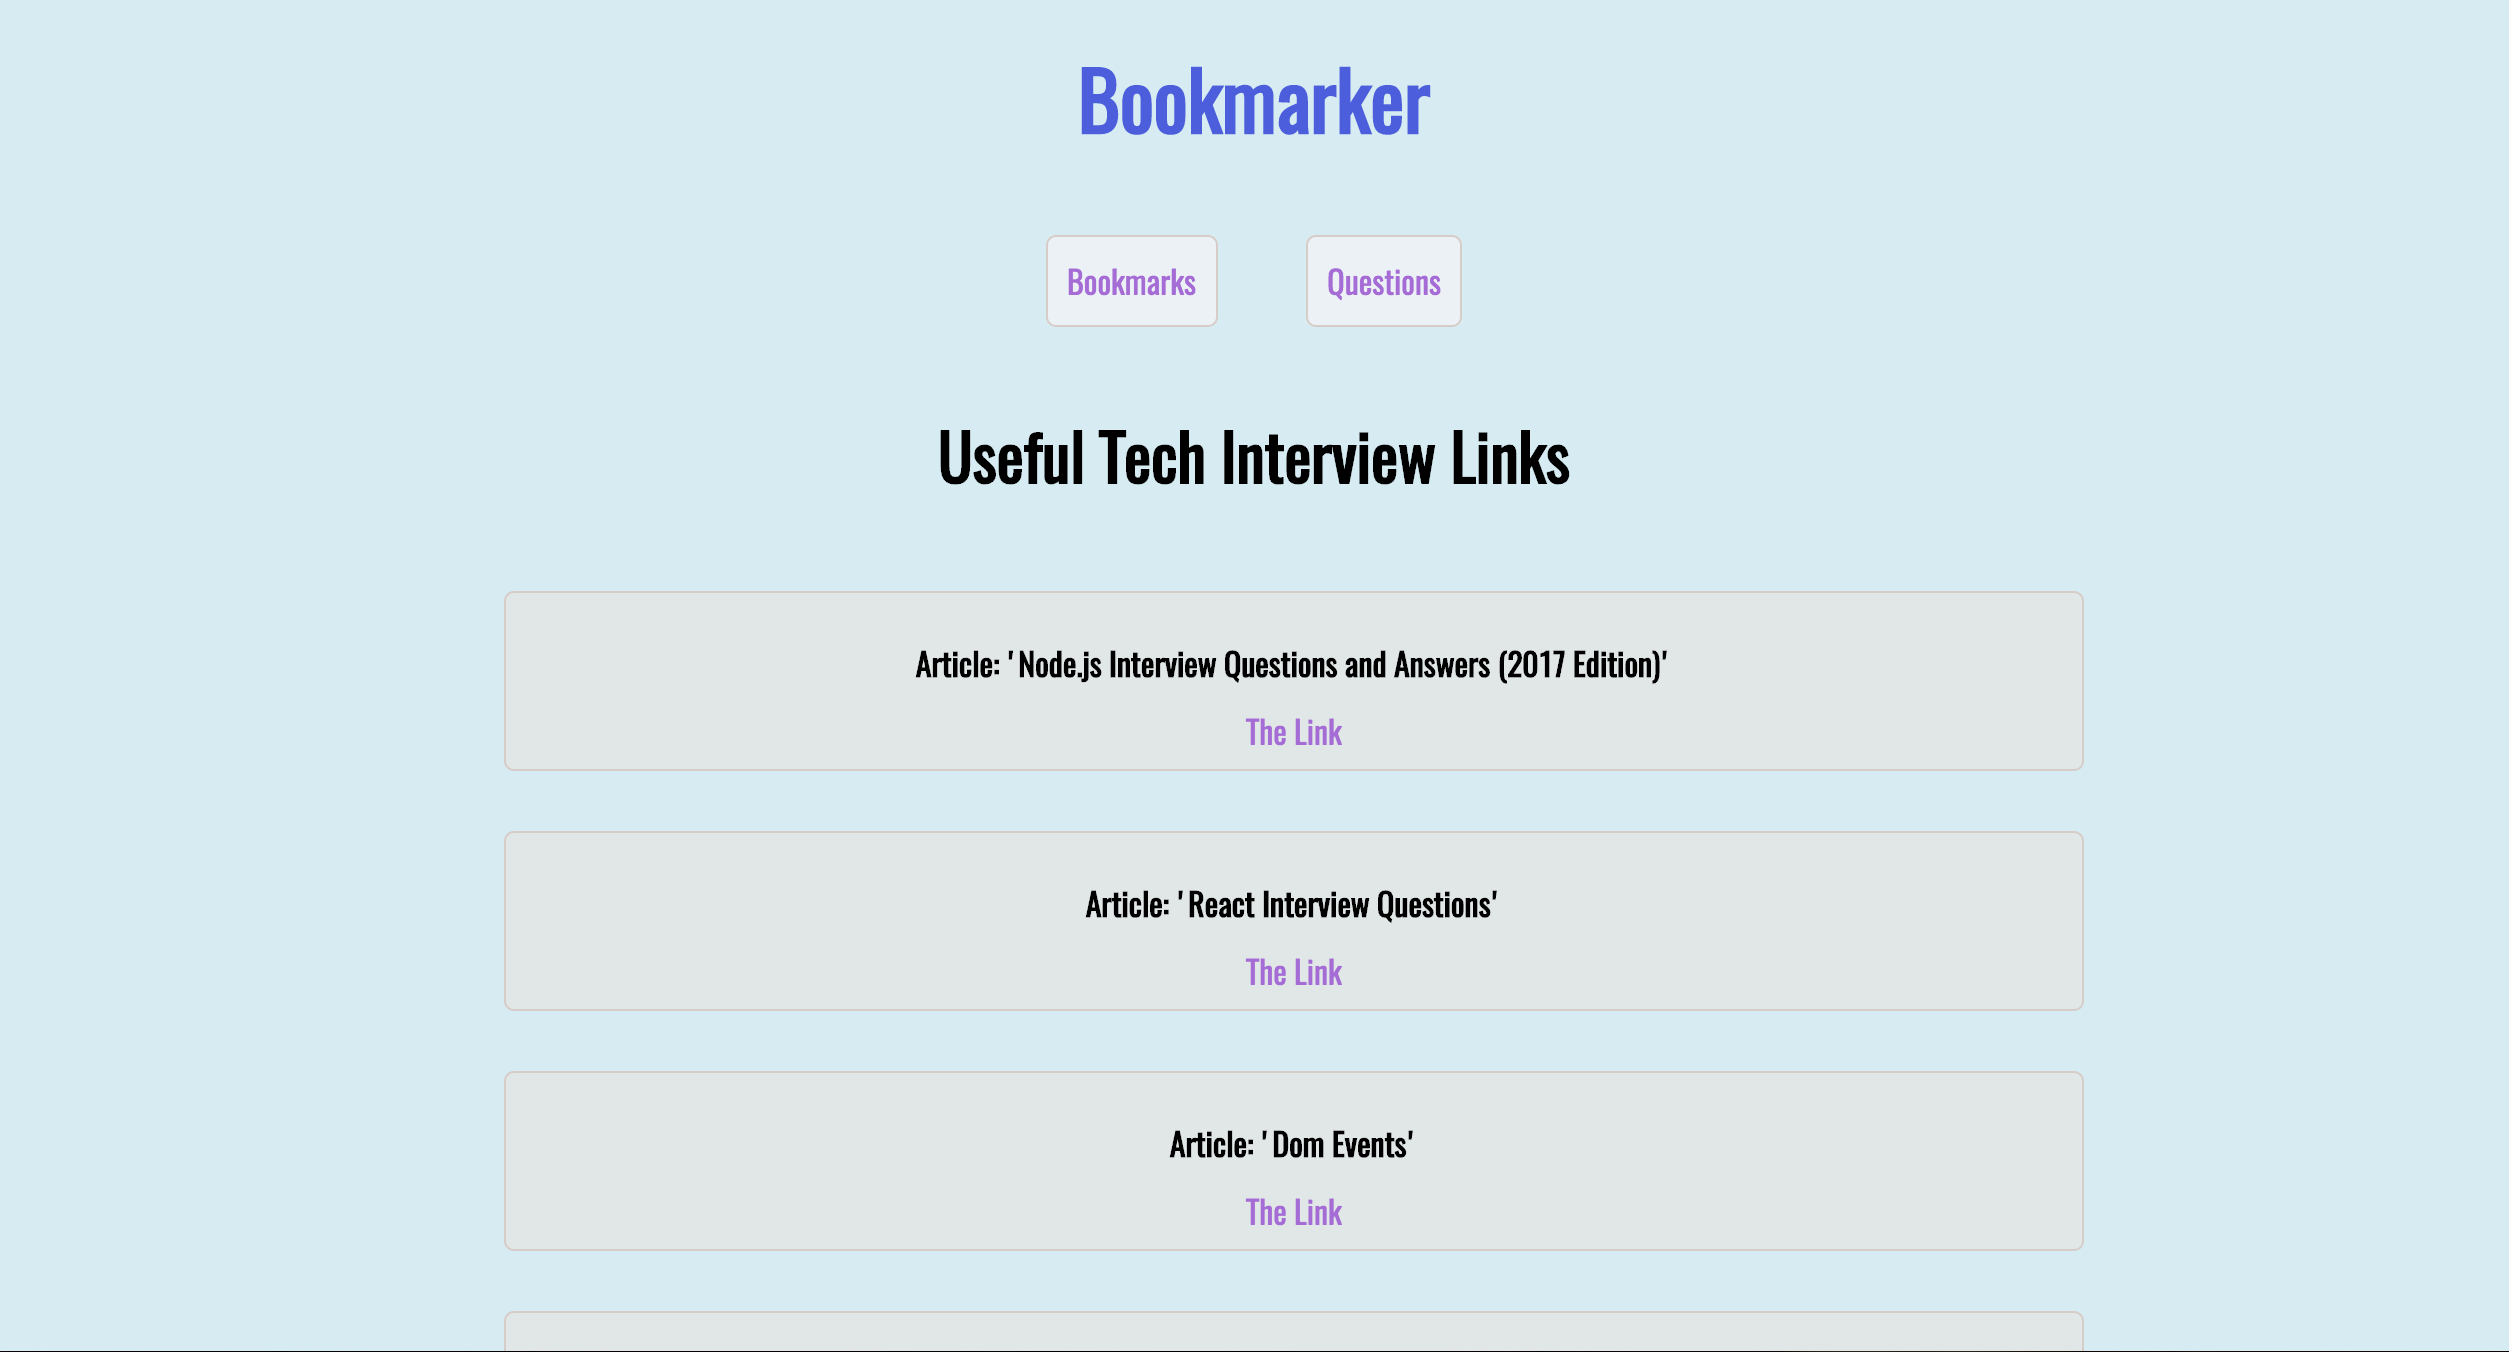 Bookmarker
Bookmarks Questions
Useful Tech Interview Links
Article: 'Node.js Interview Questions and Answers (2017 Edition)'
The Link
Article: 'React Interview Questions'
The Link
Article: 'Dom Events'
The Link